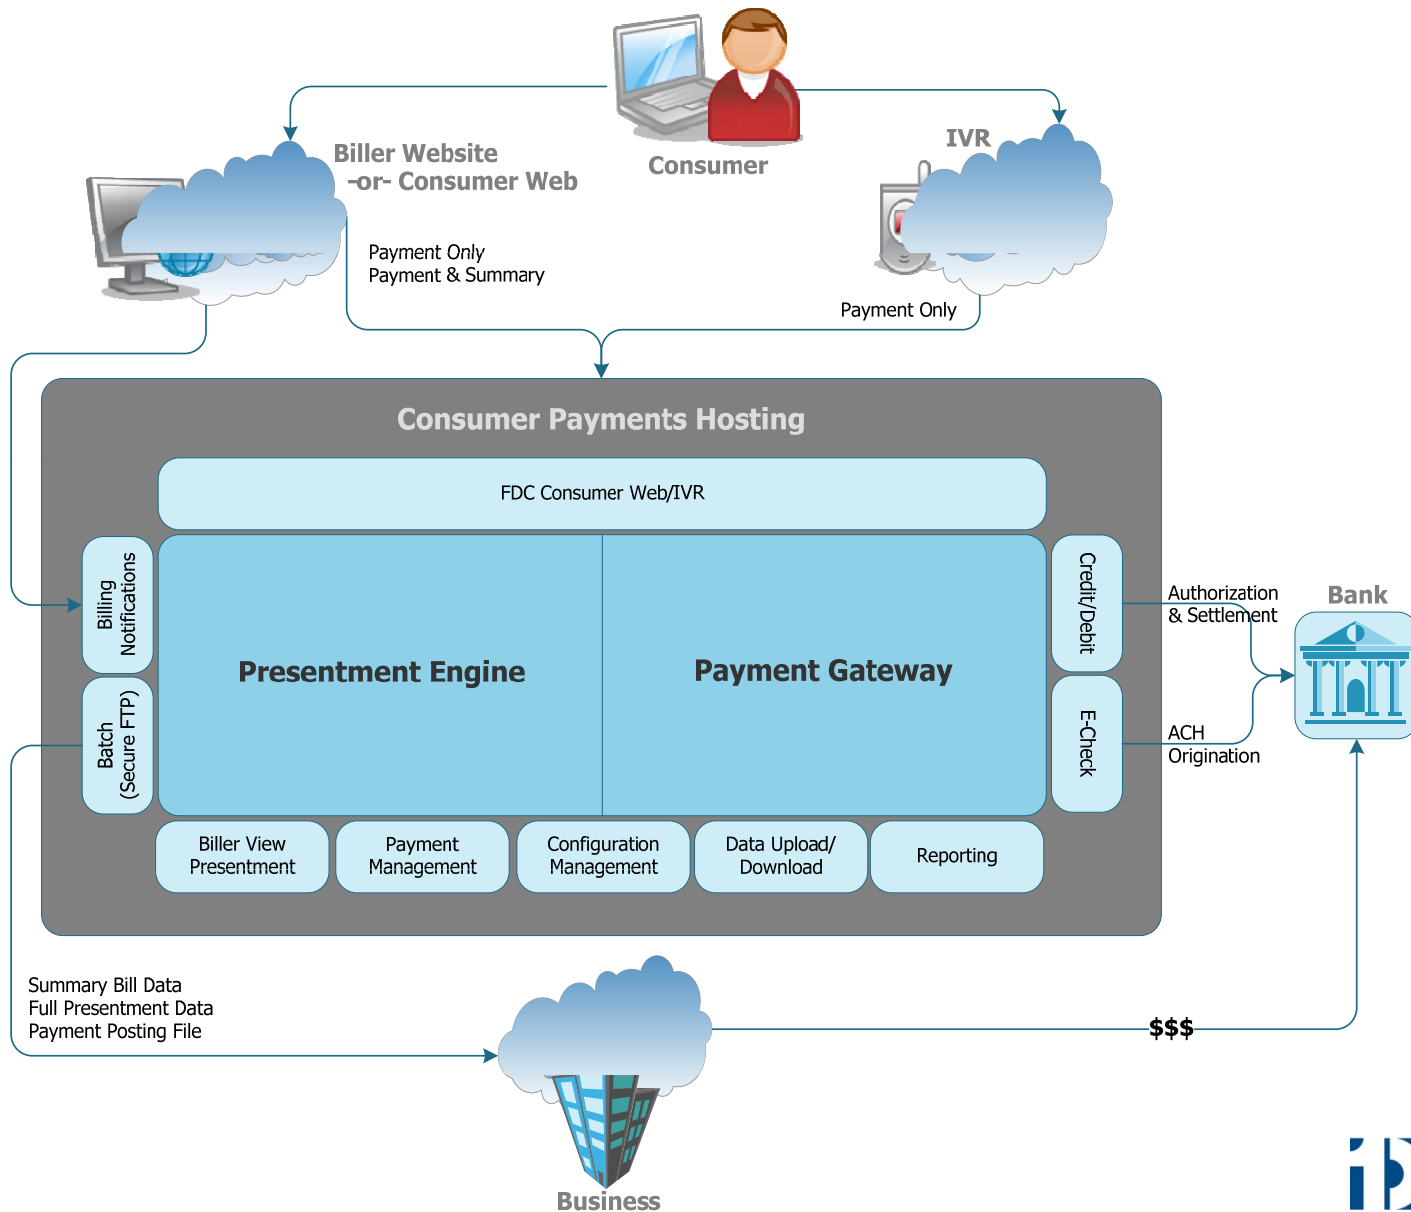 Consumer
IVR
Biller Website
-or- Consumer Web
Payment Only
Payment & Summary
Payment Only
Consumer Payments Hosting
FDC Consumer Web/IVR
Billing
Notifications
Batch
(Secure FTP)
Presentment Engine
Payment Gateway
Credit/Debit
E-Check
Authorization
& Settlement
ACH
Origination
Bank
Biller View
Presentment
Payment
Management
Configuration
Management
Data Upload/
Download
Reporting
Summary Bill Data
Full Presentment Data
Payment Posting File
$$$
Business